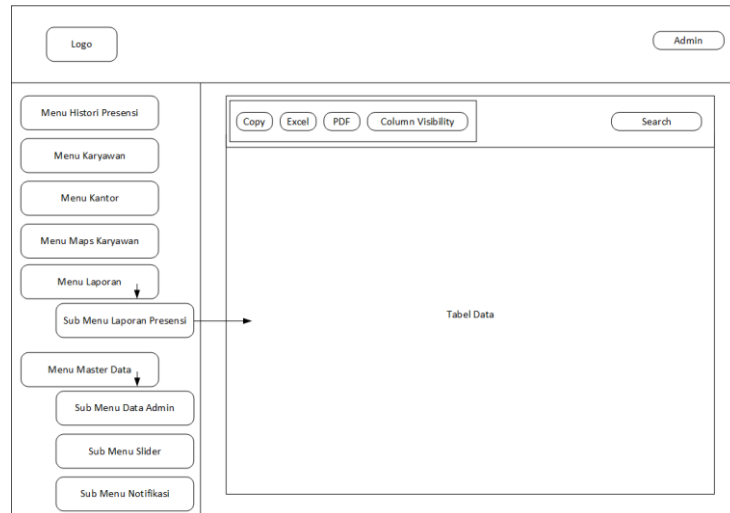 Logo
Admin
Menu Histori Presensi
Menu Karyawan
Menu Kantor
Menu Maps Karyawan
Menu Laporan
Sub Menu Laporan Presensi
Menu Master Data
Sub Menu Data Admin
Sub Menu Slider
Sub Menu Notifikasi
Copy
Excel
PDF
Column Visibility
Search
Tabel Data